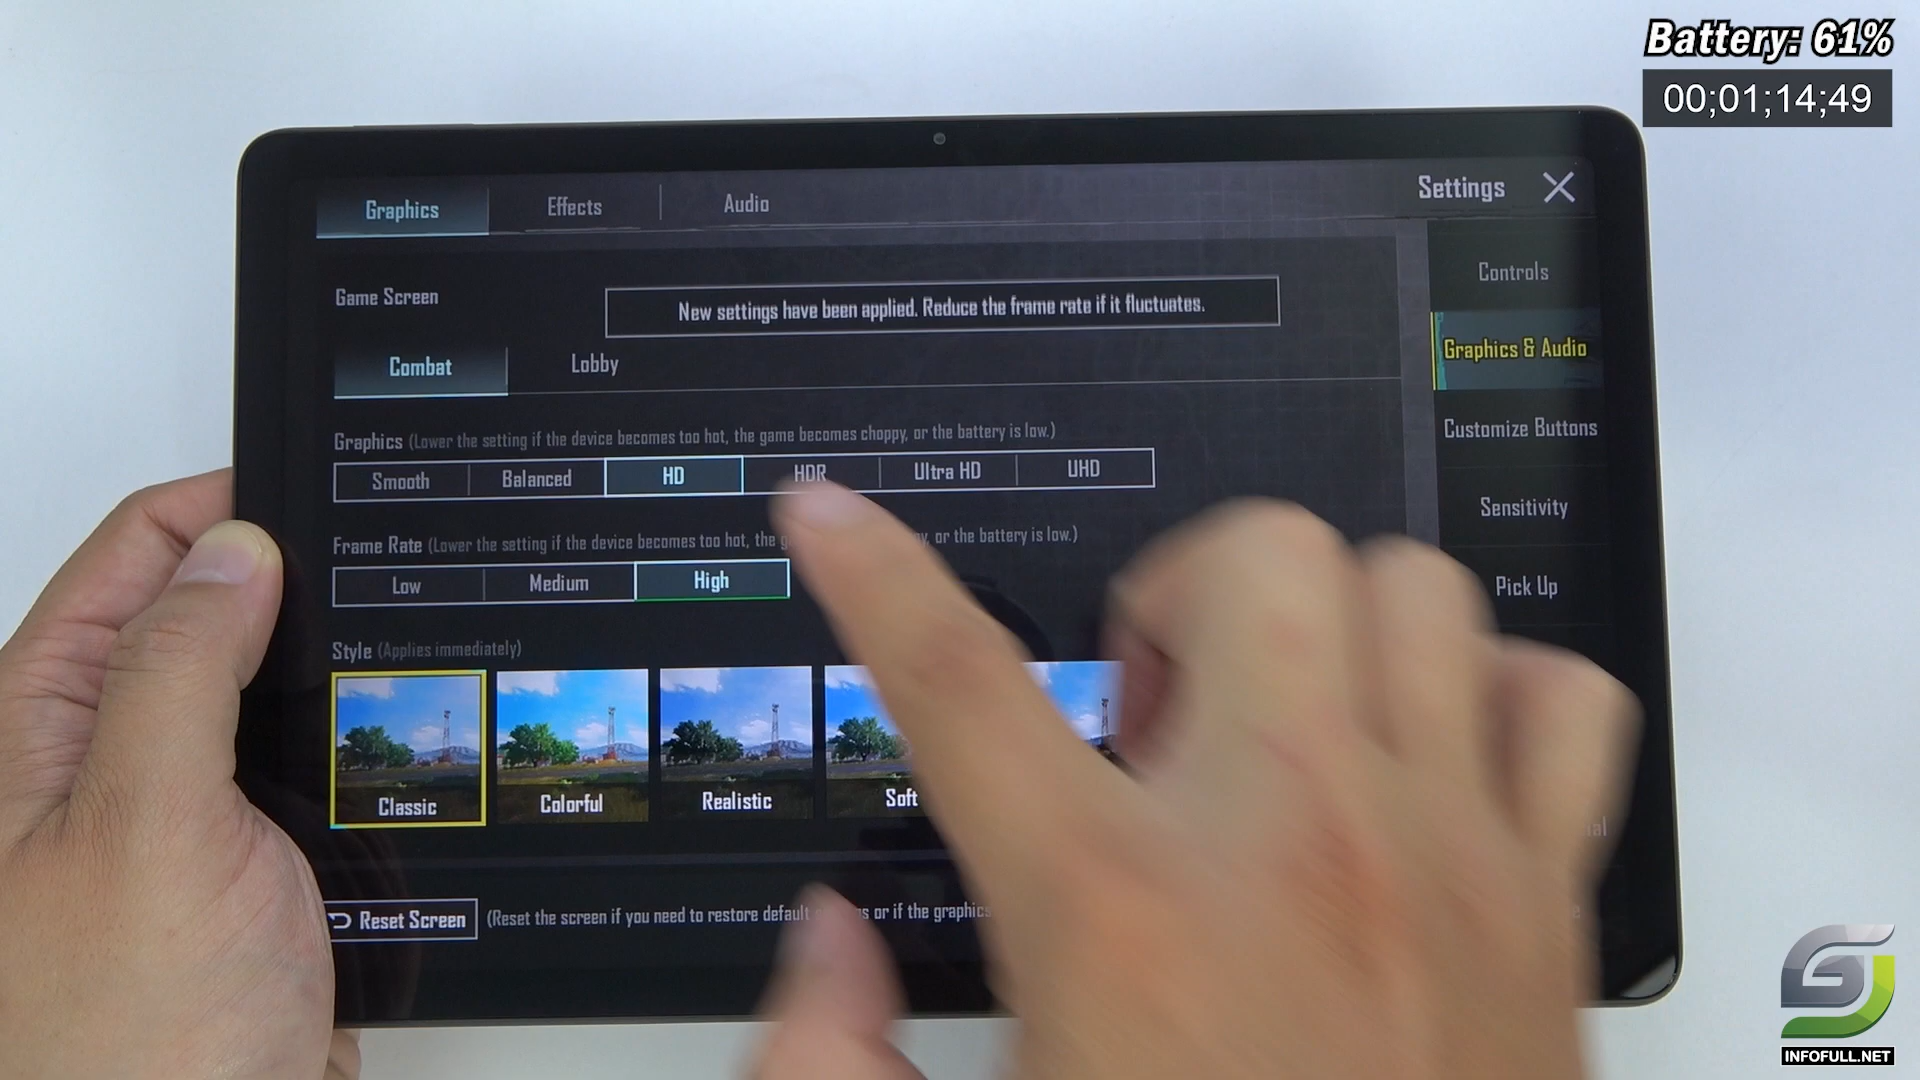 Battery: 61%
00;01;14;49
Graphics
Effects
Audio
Settings
Game Screen
New settings have been applied. Reduce the frame rate if it fluctuates.
Controls
Combat
Lobby
Graphics & Audio
Graphics (Lower the setting if the device becomes too hot, the game becomes choppy, or the battery is low.)
Customize Buttons
Smooth
Balanced
HD
HDR
Ultra HD
UHD
Sensitivity
Frame Rate (Lower the setting if the device becomes too hot, the or the battery is low.)
Low
Medium
High
Pick Up
Style (Applies immediately)
Classic
Colorful
Realistic
Soft
Reset Screen
(Reset the screen if you need to restore default or if the graphics
INFOFULL.NET